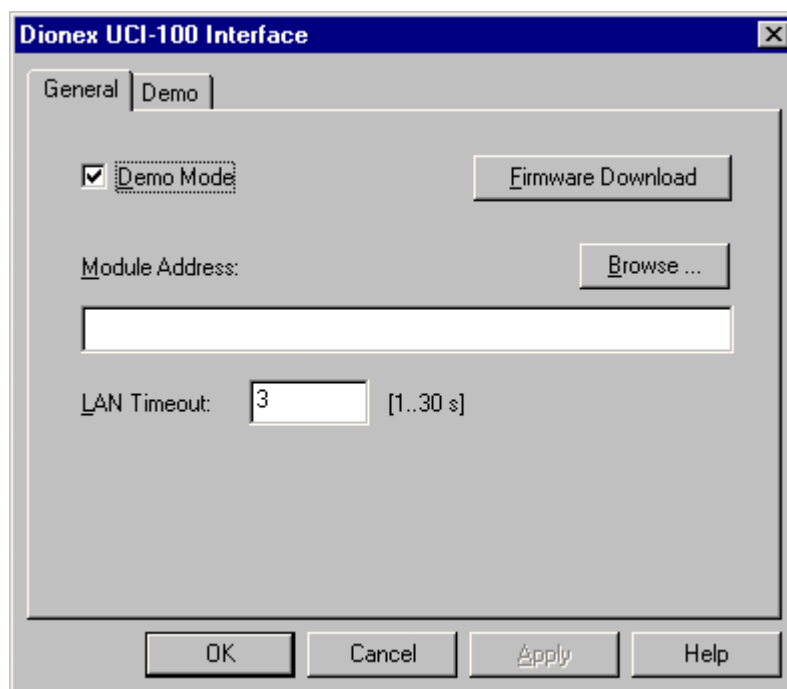 Dionex UCI-100 Interface
General Demo
Demo Mode Firmware Download
Module Address: Browse ...
LAN Timeout: 3 [1..30 s]
OK Cancel Apply Help